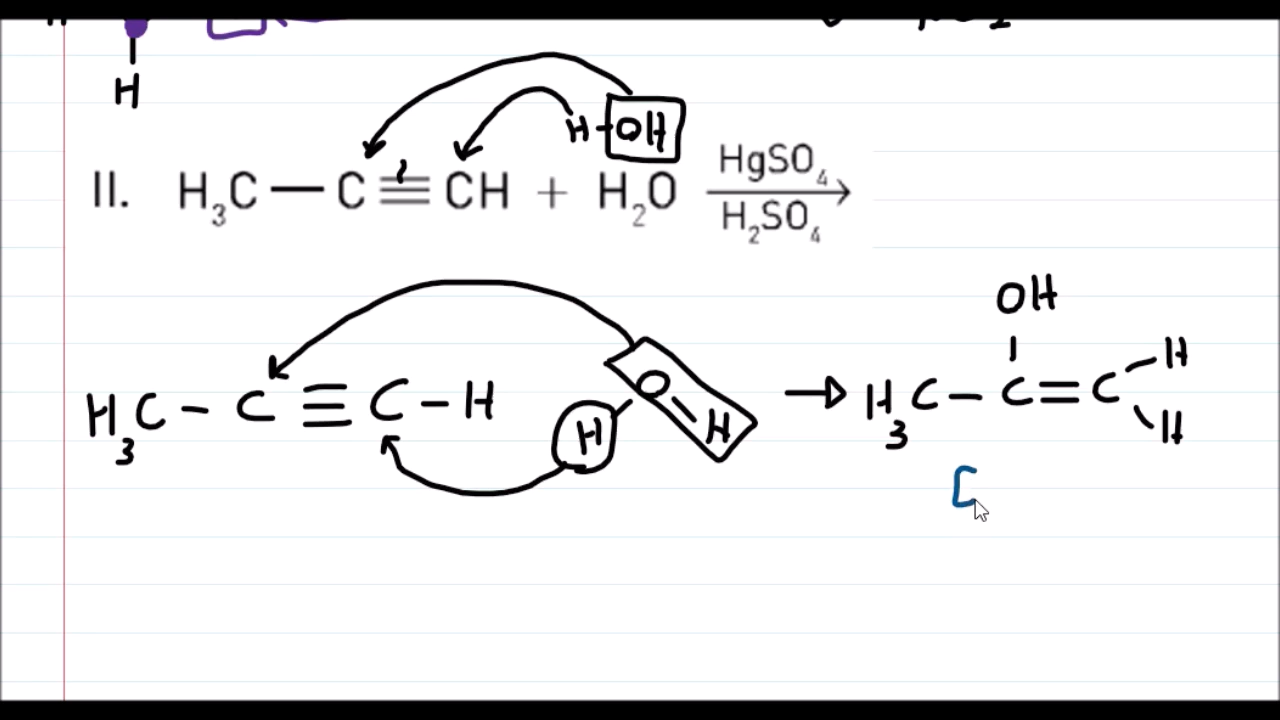 H
H-OH
HgSO₄
II. H₃C — C ≡ CH + H₂O ⟶
H₂SO₄
OH
H
H₃C - C ≡ C - H H O H → H₃C - C = C
H